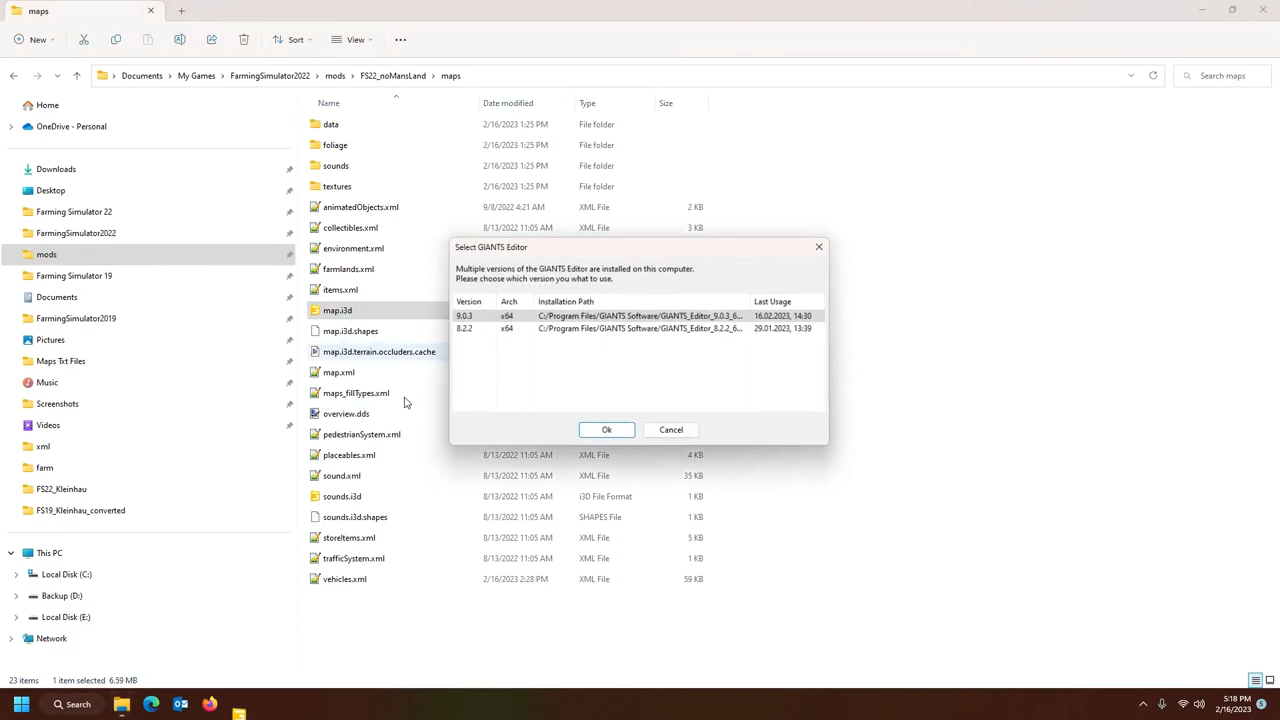 maps
New
Sort
View
Documents > My Games > FarmingSimulator2022 > mods > FS22_noMansLand > maps
Search maps
Home
OneDrive - Personal
Downloads
Desktop
Farming Simulator 22
FarmingSimulator2022
mods
Farming Simulator 19
Documents
FarmingSimulator2019
Pictures
Maps Txt Files
Music
Screenshots
Videos
xml
farm
FS22_Kleinhau
FS19_Kleinhau_converted
This PC
Local Disk (C:)
Backup (D:)
Local Disk (E:)
Network
Name Date modified Type Size
data 2/16/2023 1:25 PM File folder
foliage 2/16/2023 1:25 PM File folder
sounds 2/16/2023 1:25 PM File folder
textures 2/16/2023 1:25 PM File folder
animatedObjects.xml 9/8/2022 4:21 AM XML File 2 KB
collectibles.xml 8/13/2022 11:05 AM XML File 3 KB
environment.xml
farmlands.xml
items.xml
map.i3d
map.i3d.shapes
map.i3d.terrain.occluders.cache
map.xml
maps_fillTypes.xml
overview.dds
pedestrianSystem.xml
placeables.xml 8/13/2022 11:05 AM XML File 4 KB
sound.xml 8/13/2022 11:05 AM XML File 35 KB
sounds.i3d 8/13/2022 11:05 AM i3D File Format 1 KB
sounds.i3d.shapes 8/13/2022 11:05 AM SHAPES File 1 KB
storeItems.xml 8/13/2022 11:05 AM XML File 5 KB
trafficSystem.xml 8/13/2022 11:05 AM XML File 1 KB
vehicles.xml 2/16/2023 2:28 PM XML File 59 KB
Select GIANTS Editor
Multiple versions of the GIANTS Editor are installed on this computer.
Please choose which version you what to use.
Version Arch Installation Path Last Usage
9.0.3 x64 C:/Program Files/GIANTS Software/GIANTS_Editor_9.0.3_6... 16.02.2023, 14:30
8.2.2 x64 C:/Program Files/GIANTS Software/GIANTS_Editor_8.2.2_6... 29.01.2023, 13:39
Ok Cancel
23 items 1 item selected 6.59 MB
Search
5:18 PM
2/16/2023
5